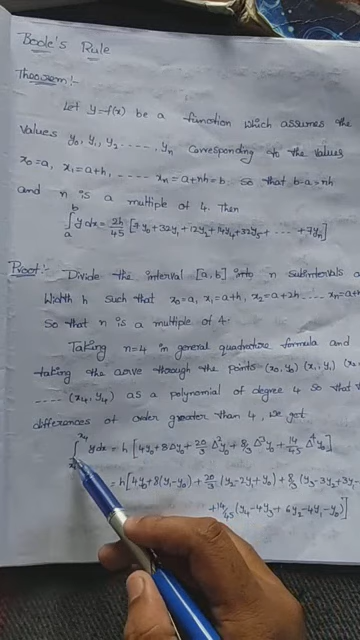 Boole's Rule
Theorem:-
Let y=f(x) be a function which assumes the
values y₀, y₁, y₂ ......, yₙ corresponding to the values
x₀=a, x₁=a+h, ...... xₙ=a+nh=b so that b-a=nh
and n is a multiple of 4. Then
∫ₐᵇ y dx = 2h/45 [7y₀+32y₁+12y₂+ +32y₅+ ... +7yₙ]
Proof: Divide the interval [a,b] into n subintervals
width h such that x₀=a, x₁=a+h, x₂=a+2h .... xₙ=a+
So that n is a multiple of 4.
Taking n=4 in general quadrature formula and
taking the curve through the points (x₀,y₀) (x₁,y₁) (x₂
..... (x₄,y₄) as a polynomial of degree 4 so that
differences of order greater than 4, we get
∫ x₄ y dx = h [4y₀+8Δy₀+20/3 Δ²y₀+8/3 Δ³y₀+14/45 Δ⁴y₀]
= h[4y₀+8(y₁-y₀)+20/3 (y₂-2y₁+y₀)+8/3 (y₃-3y₂+3y₁-
+14/45 (y₄-4y₃+6y₂-4y₁-y₀)]